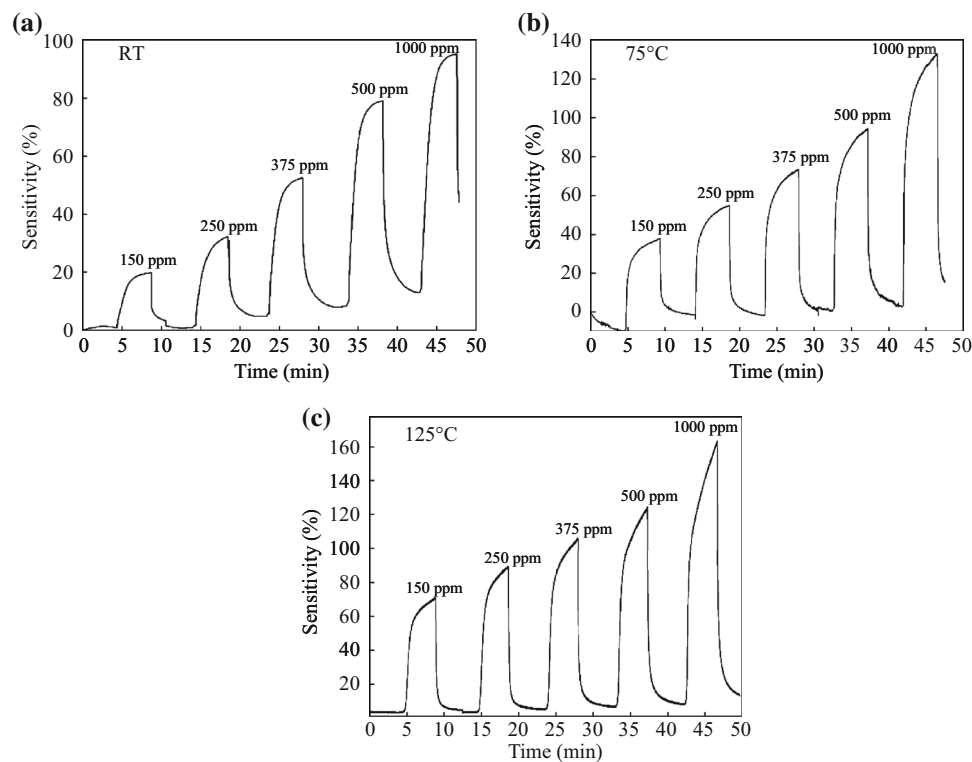 (a)
RT
100
80
60
40
20
0
Sensitivity (%)
150 ppm
250 ppm
375 ppm
500 ppm
1000 ppm
0 5 10 15 20 25 30 35 40 45 50
Time (min)
(b)
75°C
140
120
100
80
60
40
20
0
Sensitivity (%)
150 ppm
250 ppm
375 ppm
500 ppm
1000 ppm
0 5 10 15 20 25 30 35 40 45 50
Time (min)
(c)
125°C
160
140
120
100
80
60
40
20
Sensitivity (%)
150 ppm
250 ppm
375 ppm
500 ppm
1000 ppm
0 5 10 15 20 25 30 35 40 45 50
Time (min)